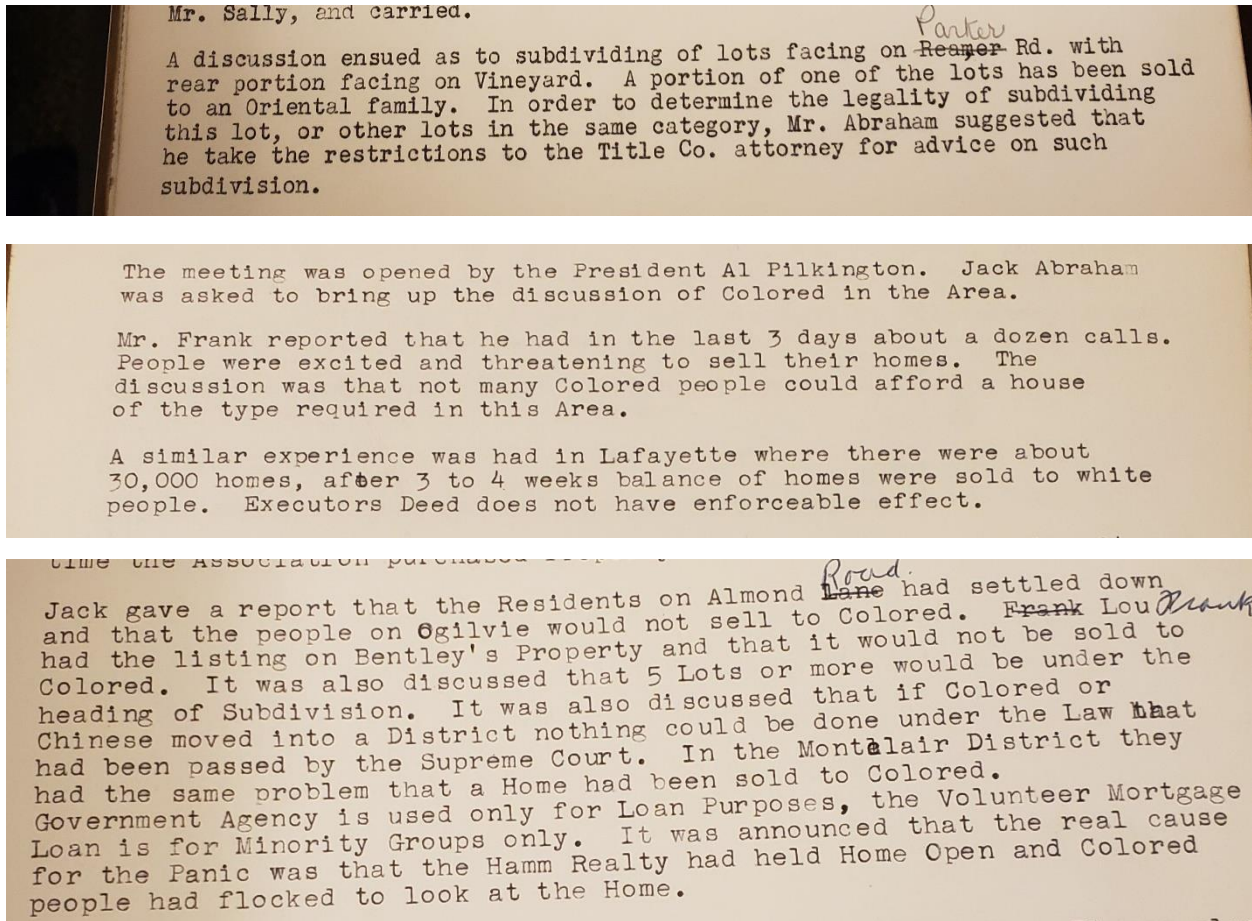 Mr. Sally, and carried.
Parker
A discussion ensued as to subdividing of lots facing on Reamer Rd. with
rear portion facing on Vineyard. A portion of one of the lots has been sold
to an Oriental family. In order to determine the legality of subdividing
this lot, or other lots in the same category, Mr. Abraham suggested that
he take the restrictions to the Title Co. attorney for advice on such
subdivision.
The meeting was opened by the President Al Pilkington. Jack Abraham
was asked to bring up the discussion of Colored in the Area.
Mr. Frank reported that he had in the last 3 days about a dozen calls.
People were excited and threatening to sell their homes. The
discussion was that not many Colored people could afford a house
of the type required in this Area.
A similar experience was had in Lafayette where there were about
30,000 homes, after 3 to 4 weeks balance of homes were sold to white
people. Executors Deed does not have enforceable effect.
time the Association purchased
Road.
Jack gave a report that the Residents on Almond Lane had settled down
and that the people on Ogilvie would not sell to Colored. Frank Lou Frank
had the listing on Bentley's Property and that it would not be sold to
Colored. It was also discussed that 5 Lots or more would be under the
heading of Subdivision. It was also discussed that if Colored or
Chinese moved into a District nothing could be done under the Law that
had been passed by the Supreme Court. In the Montclair District they
had the same problem that a Home had been sold to Colored.
Government Agency is used only for Loan Purposes, the Volunteer Mortgage
Loan is for Minority Groups only. It was announced that the real cause
for the Panic was that the Hamm Realty had held Home Open and Colored
people had flocked to look at the Home.